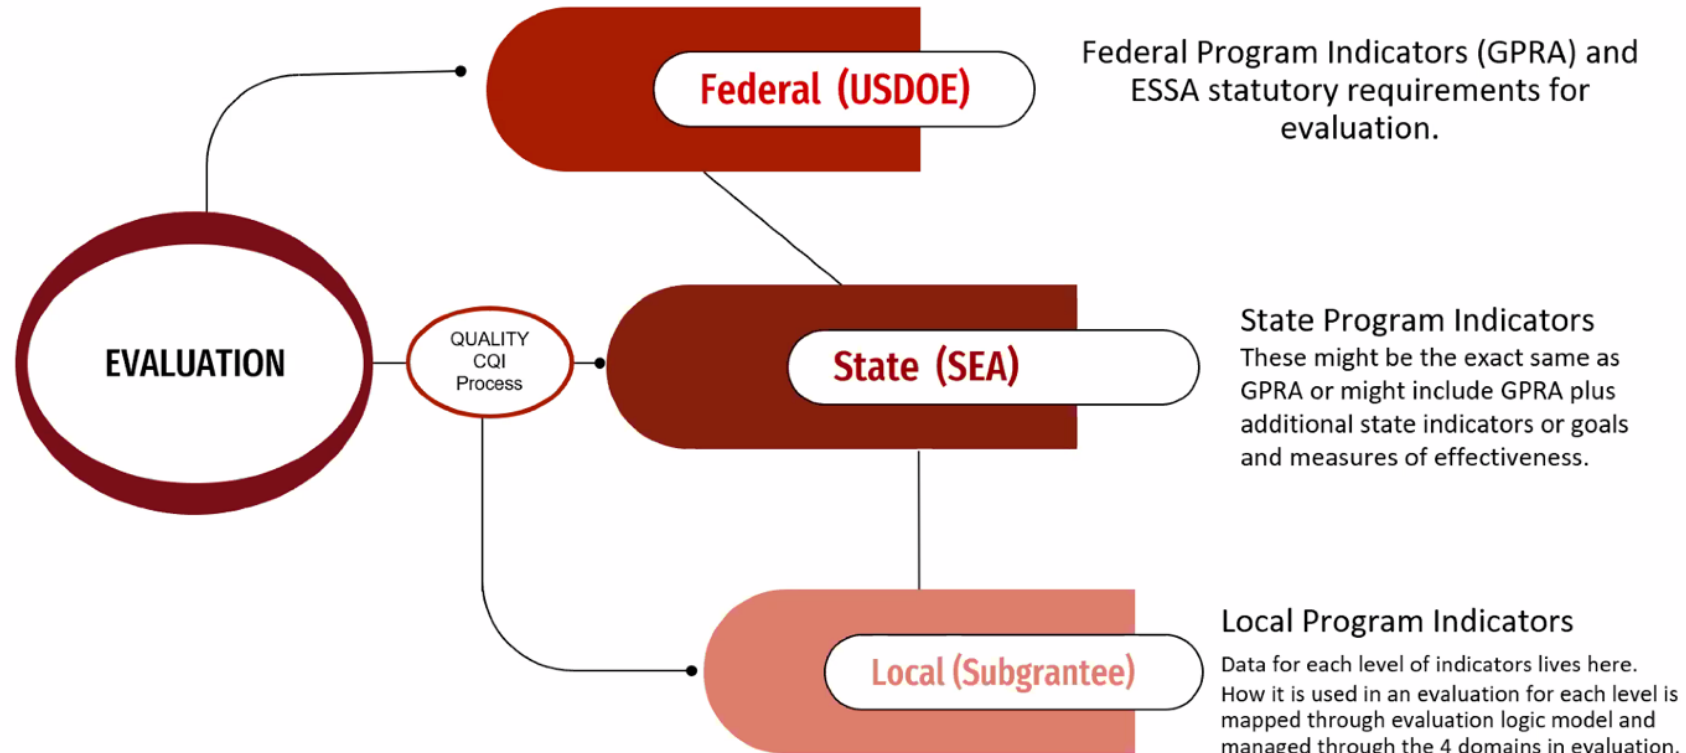 Federal (USDOE)
Federal Program Indicators (GPRA) and
ESSA statutory requirements for
evaluation.
EVALUATION
QUALITY
CQI
Process
State (SEA)
State Program Indicators
These might be the exact same as
GPRA or might include GPRA plus
additional state indicators or goals
and measures of effectiveness.
Local (Subgrantee)
Local Program Indicators
Data for each level of indicators lives here.
How it is used in an evaluation for each level is
mapped through evaluation logic model and
managed through the 4 domains in evaluation.